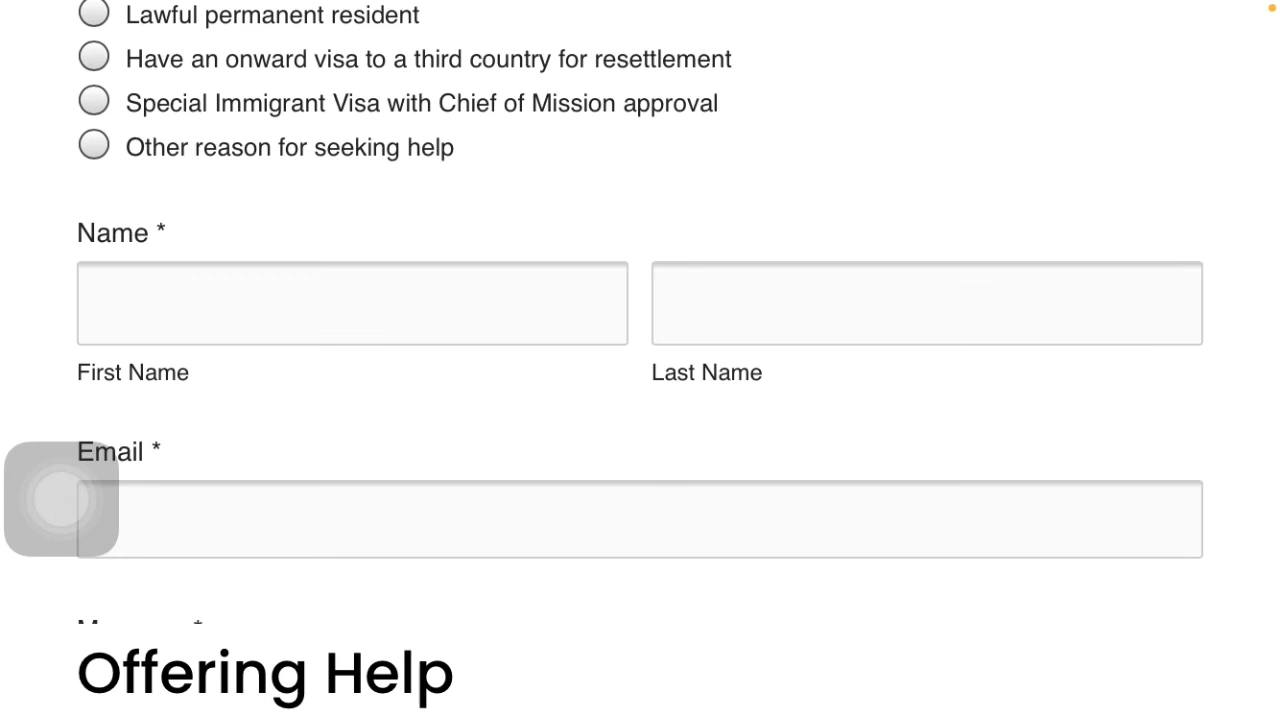 Lawful permanent resident
Have an onward visa to a third country for resettlement
Special Immigrant Visa with Chief of Mission approval
Other reason for seeking help
Name *
First Name
Last Name
Email *
Offering Help